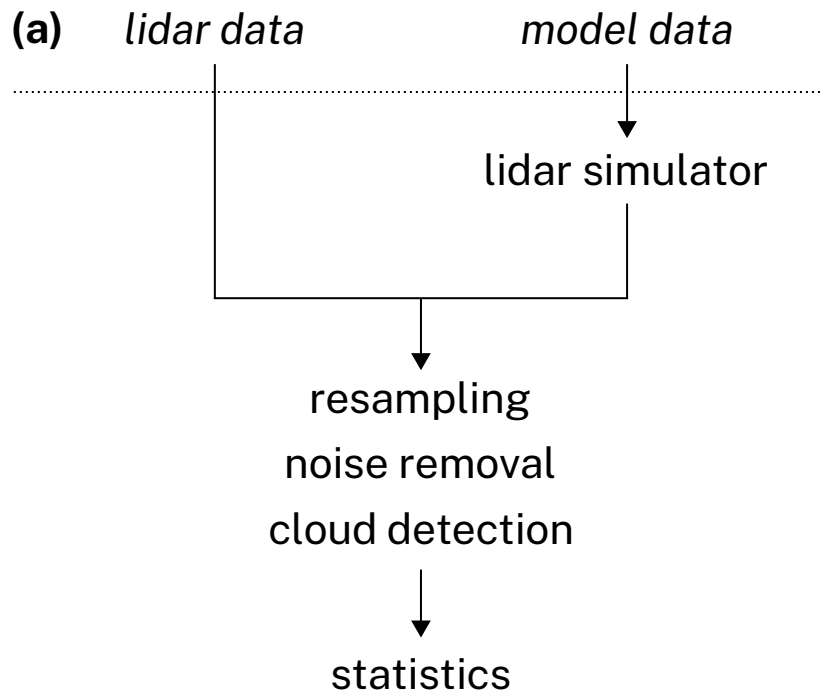 (a) lidar data model data
lidar simulator
resampling
noise removal
cloud detection
statistics